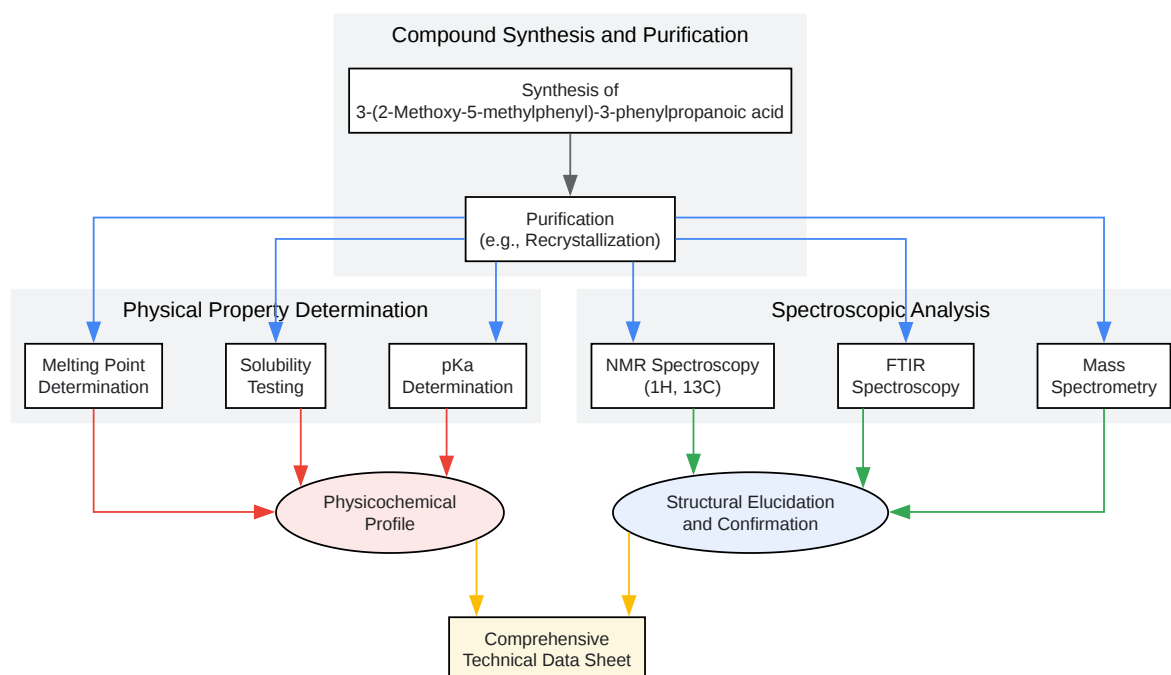 Compound Synthesis and Purification
Synthesis of
3-(2-Methoxy-5-methylphenyl)-3-phenylpropanoic acid
Purification
(e.g., Recrystallization)
Physical Property Determination
Spectroscopic Analysis
Melting Point
Determination
Solubility
Testing
pKa
Determination
NMR Spectroscopy
(1H, 13C)
FTIR
Spectroscopy
Mass
Spectrometry
Physicochemical
Profile
Structural Elucidation
and Confirmation
Comprehensive
Technical Data Sheet